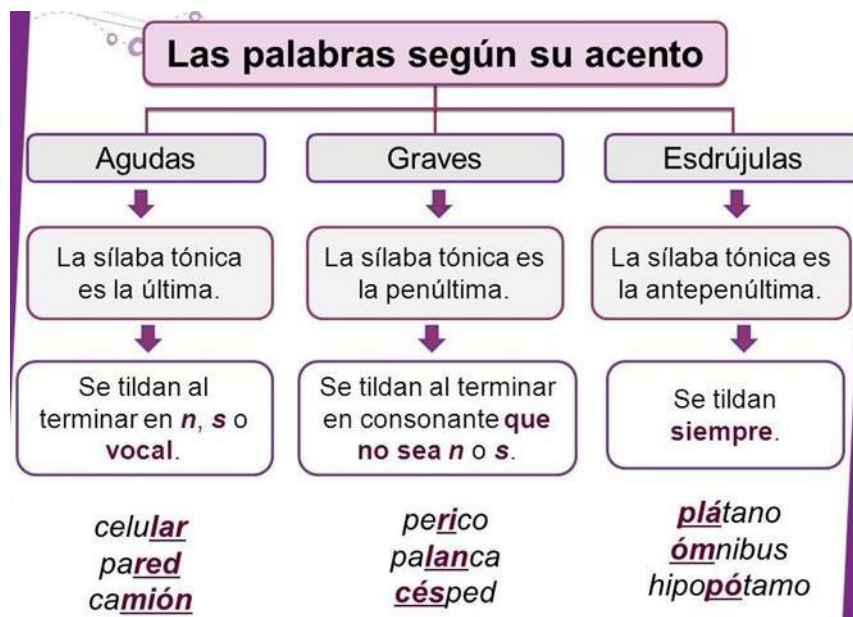 Las palabras según su acento
Agudas
La sílaba tónica
es la última.
Se tildan al
terminar en n, s o
vocal.
celular
pared
camión
Graves
La sílaba tónica es
la penúltima.
Se tildan al terminar
en consonante que
no sea n o s.
perico
palanca
césped
Esdrújulas
La sílaba tónica es
la antepenúltima.
Se tildan
siempre.
plátano
ómnibus
hipopótamo